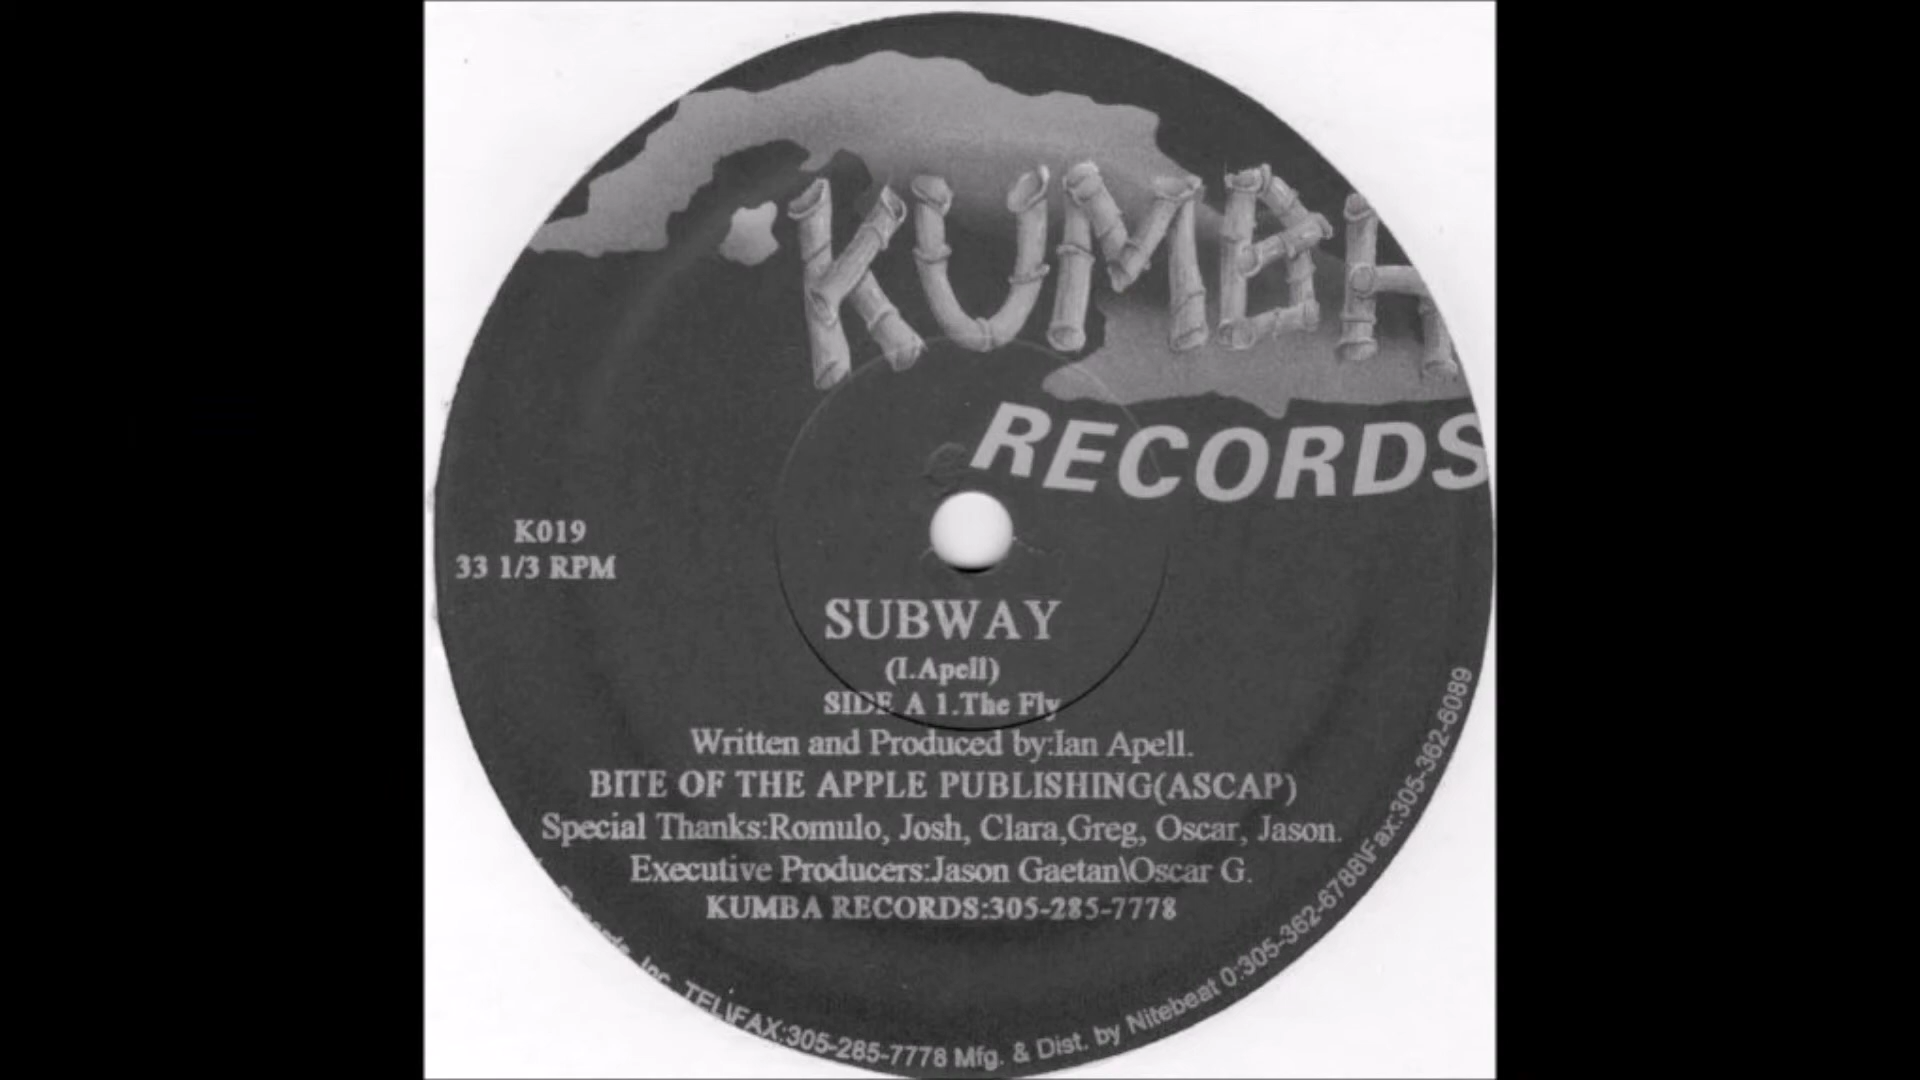 KUMBA
RECORDS
K019
33 1/3 RPM
SUBWAY
(I.Apell)
SIDE A 1.The Fly
Written and Produced by:Ian Apell.
BITE OF THE APPLE PUBLISHING(ASCAP)
Special Thanks:Romulo, Josh, Clara,Greg, Oscar, Jason.
Executive Producers:Jason Gaetan\Oscar G.
KUMBA RECORDS:305-285-7778
Records, Inc. TEL\FAX:305-285-7778 Mfg. & Dist. by Nitebeat 0:305-362-6788\Fax:305-362-6089